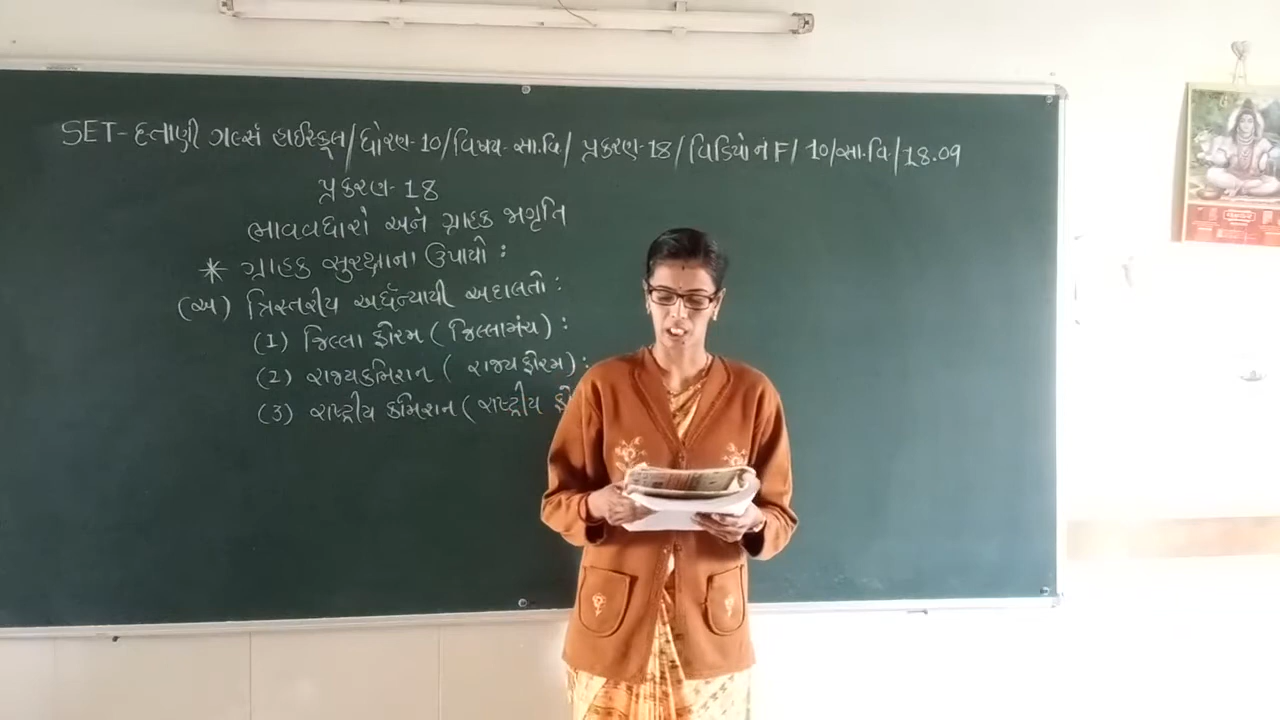 SET- દતાણી ગર્લ્સ હાઈસ્કૂલ/ધોરણ-10/વિષય- સા.વિ/ પ્રકરણ-18/વિડિયો નં F/ 10/સા.વિ/18.09
પ્રકરણ- 18
ભાવવધારો અને ગ્રાહક જાગૃતિ
* ગ્રાહક સુરક્ષાના ઉપાયો :
(અ) ત્રિસ્તરીય અર્ધન્યાયી અદાલતો :
(1) જિલ્લા ફોરમ ( જિલ્લામંચ) :
(2) રાજ્યકમિશન ( રાજ્ય ફોરમ) :
(3) રાષ્ટ્રીય કમિશન ( રાષ્ટ્રીય